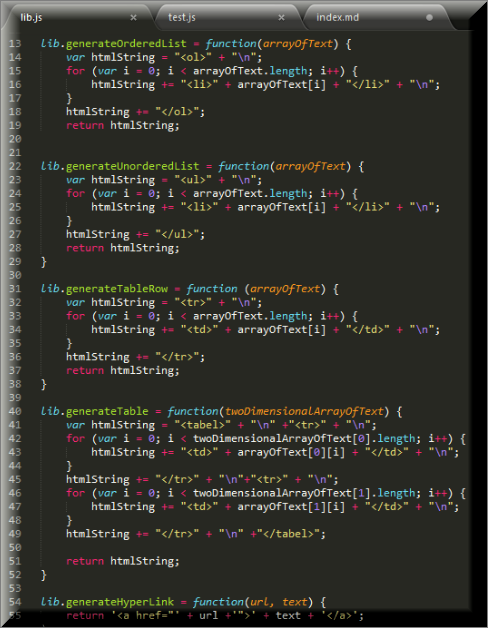 lib.js × test.js × index.md
13 lib.generateOrderedList = function(arrayOfText) {
14 var htmlString = "<ol>" + "\n";
15 for (var i = 0; i < arrayOfText.length; i++) {
16 htmlString += "<li>" + arrayOfText[i] + "</li>" + "\n";
17 }
18 htmlString += "</ol>";
19 return htmlString;
20
21
22 lib.generateUnorderedList = function(arrayOfText) {
23 var htmlString = "<ul>" + "\n";
24 for (var i = 0; i < arrayOfText.length; i++) {
25 htmlString += "<li>" + arrayOfText[i] + "</li>" + "\n";
26 }
27 htmlString += "</ul>";
28 return htmlString;
29 }
30
31 lib.generateTableRow = function (arrayOfText) {
32 var htmlString = "<tr>" + "\n";
33 for (var i = 0; i < arrayOfText.length; i++) {
34 htmlString += "<td>" + arrayOfText[i] + "</td>" + "\n";
35 }
36 htmlString += "</tr>";
37 return htmlString;
38 }
39
40 lib.generateTable = function(twoDimensionalArrayOfText) {
41 var htmlString = "<tabel>" + "\n" +"<tr>" + "\n";
42 for (var i = 0; i < twoDimensionalArrayOfText[0].length; i++) {
43 htmlString += "<td>" + arrayOfText[0][i] + "</td>" + "\n";
44 }
45 htmlString += "</tr>" + "\n"+"<tr>" + "\n";
46 for (var i = 0; i < twoDimensionalArrayOfText[1].length; i++) {
47 htmlString += "<td>" + arrayOfText[1][i] + "</td>" + "\n";
48 }
49 htmlString += "</tr>" + "\n" +"</tabel>";
50
51 return htmlString;
52 }
53
54 lib.generateHyperLink = function(url, text) {
55 return '<a href="' + url +'">' + text + '</a>';